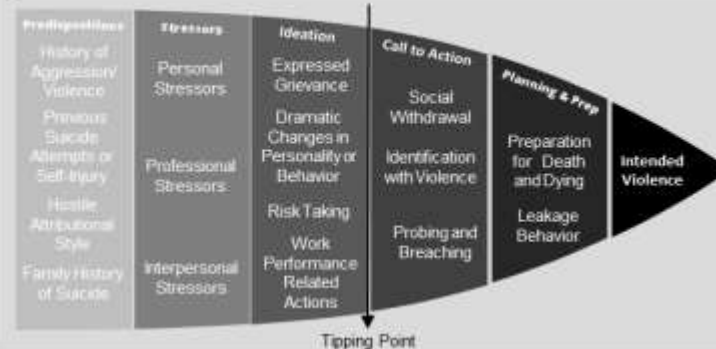 Predispositions
History of
Aggression/
Violence
Previous
Suicide
Attempts or
Self-Injury
Hostile
Attributional
Style
Family History
of Suicide
Stressors
Personal
Stressors
Professional
Stressors
Interpersonal
Stressors
Ideation
Expressed
Grievance
Dramatic
Changes in
Personality or
Behavior
Risk Taking
Work
Performance
Related
Actions
Call to Action
Social
Withdrawal
Identification
with Violence
Probing and
Breaching
Planning & Prep
Preparation
for Death
and Dying
Leakage
Behavior
Intended
Violence
Tipping Point